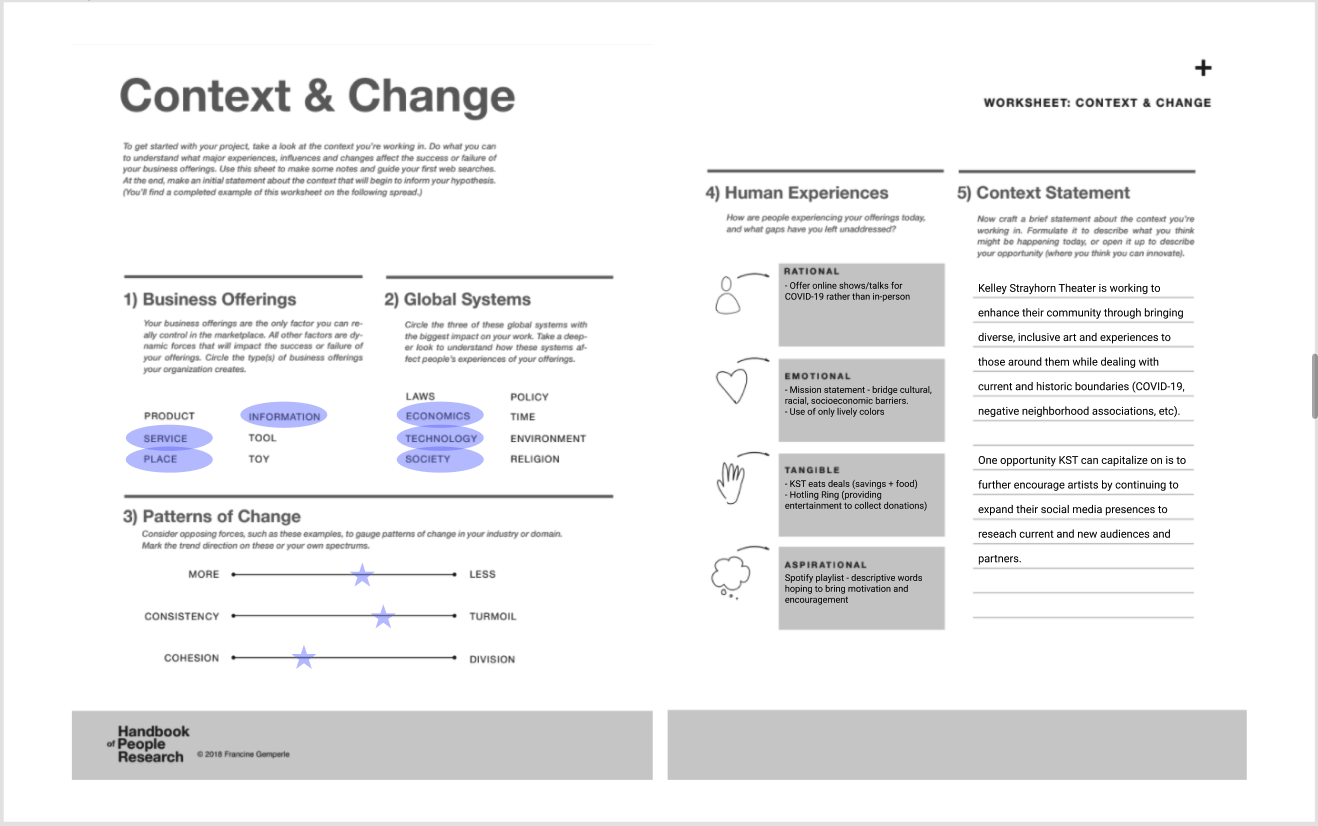 Context & Change
To get started with your project, take a look at the context you're working in. Do what you can
to understand what major experiences, influences and changes affect the success or failure of
your business offerings. Use this sheet to make some notes and guide your first web searches.
At the end, make an initial statement about the context that will begin to inform your hypothesis.
(You'll find a completed example of this worksheet on the following spread.)
1) Business Offerings
Your business offerings are the only factor you can re-
ally control in the marketplace. All other factors are dy-
namic forces that will impact the success or failure of
your offerings. Circle the type(s) of business offerings
your organization creates.
PRODUCT
INFORMATION
SERVICE
TOOL
PLACE
TOY
2) Global Systems
Circle the three of these global systems with
the biggest impact on your work. Take a deep-
er look to understand how these systems af-
fect people's experiences of your offerings.
LAWS
POLICY
ECONOMICS
TIME
TECHNOLOGY
ENVIRONMENT
SOCIETY
RELIGION
3) Patterns of Change
Consider opposing forces, such as these examples, to gauge patterns of change in your industry or domain.
Mark the trend direction on these or your own spectrums.
MORE
LESS
CONSISTENCY
TURMOIL
COHESION
DIVISION
Handbook
of People
Research
© 2018 Francine Gemperle
+
WORKSHEET: CONTEXT & CHANGE
4) Human Experiences
How are people experiencing your offerings today,
and what gaps have you left unaddressed?
RATIONAL
- Offer online shows/talks for
COVID-19 rather than in-person
EMOTIONAL
- Mission statement - bridge cultural,
racial, socioeconomic barriers.
- Use of only lively colors
TANGIBLE
- KST eats deals (savings + food)
- Hotling Ring (providing
entertainment to collect donations)
ASPIRATIONAL
Spotify playlist - descriptive words
hoping to bring motivation and
encouragement
5) Context Statement
Now craft a brief statement about the context you're
working in. Formulate it to describe what you think
might be happening today, or open it up to describe
your opportunity (where you think you can innovate).
Kelley Strayhorn Theater is working to
enhance their community through bringing
diverse, inclusive art and experiences to
those around them while dealing with
current and historic boundaries (COVID-19,
negative neighborhood associations, etc).
One opportunity KST can capitalize on is to
further encourage artists by continuing to
expand their social media presences to
reseach current and new audiences and
partners.